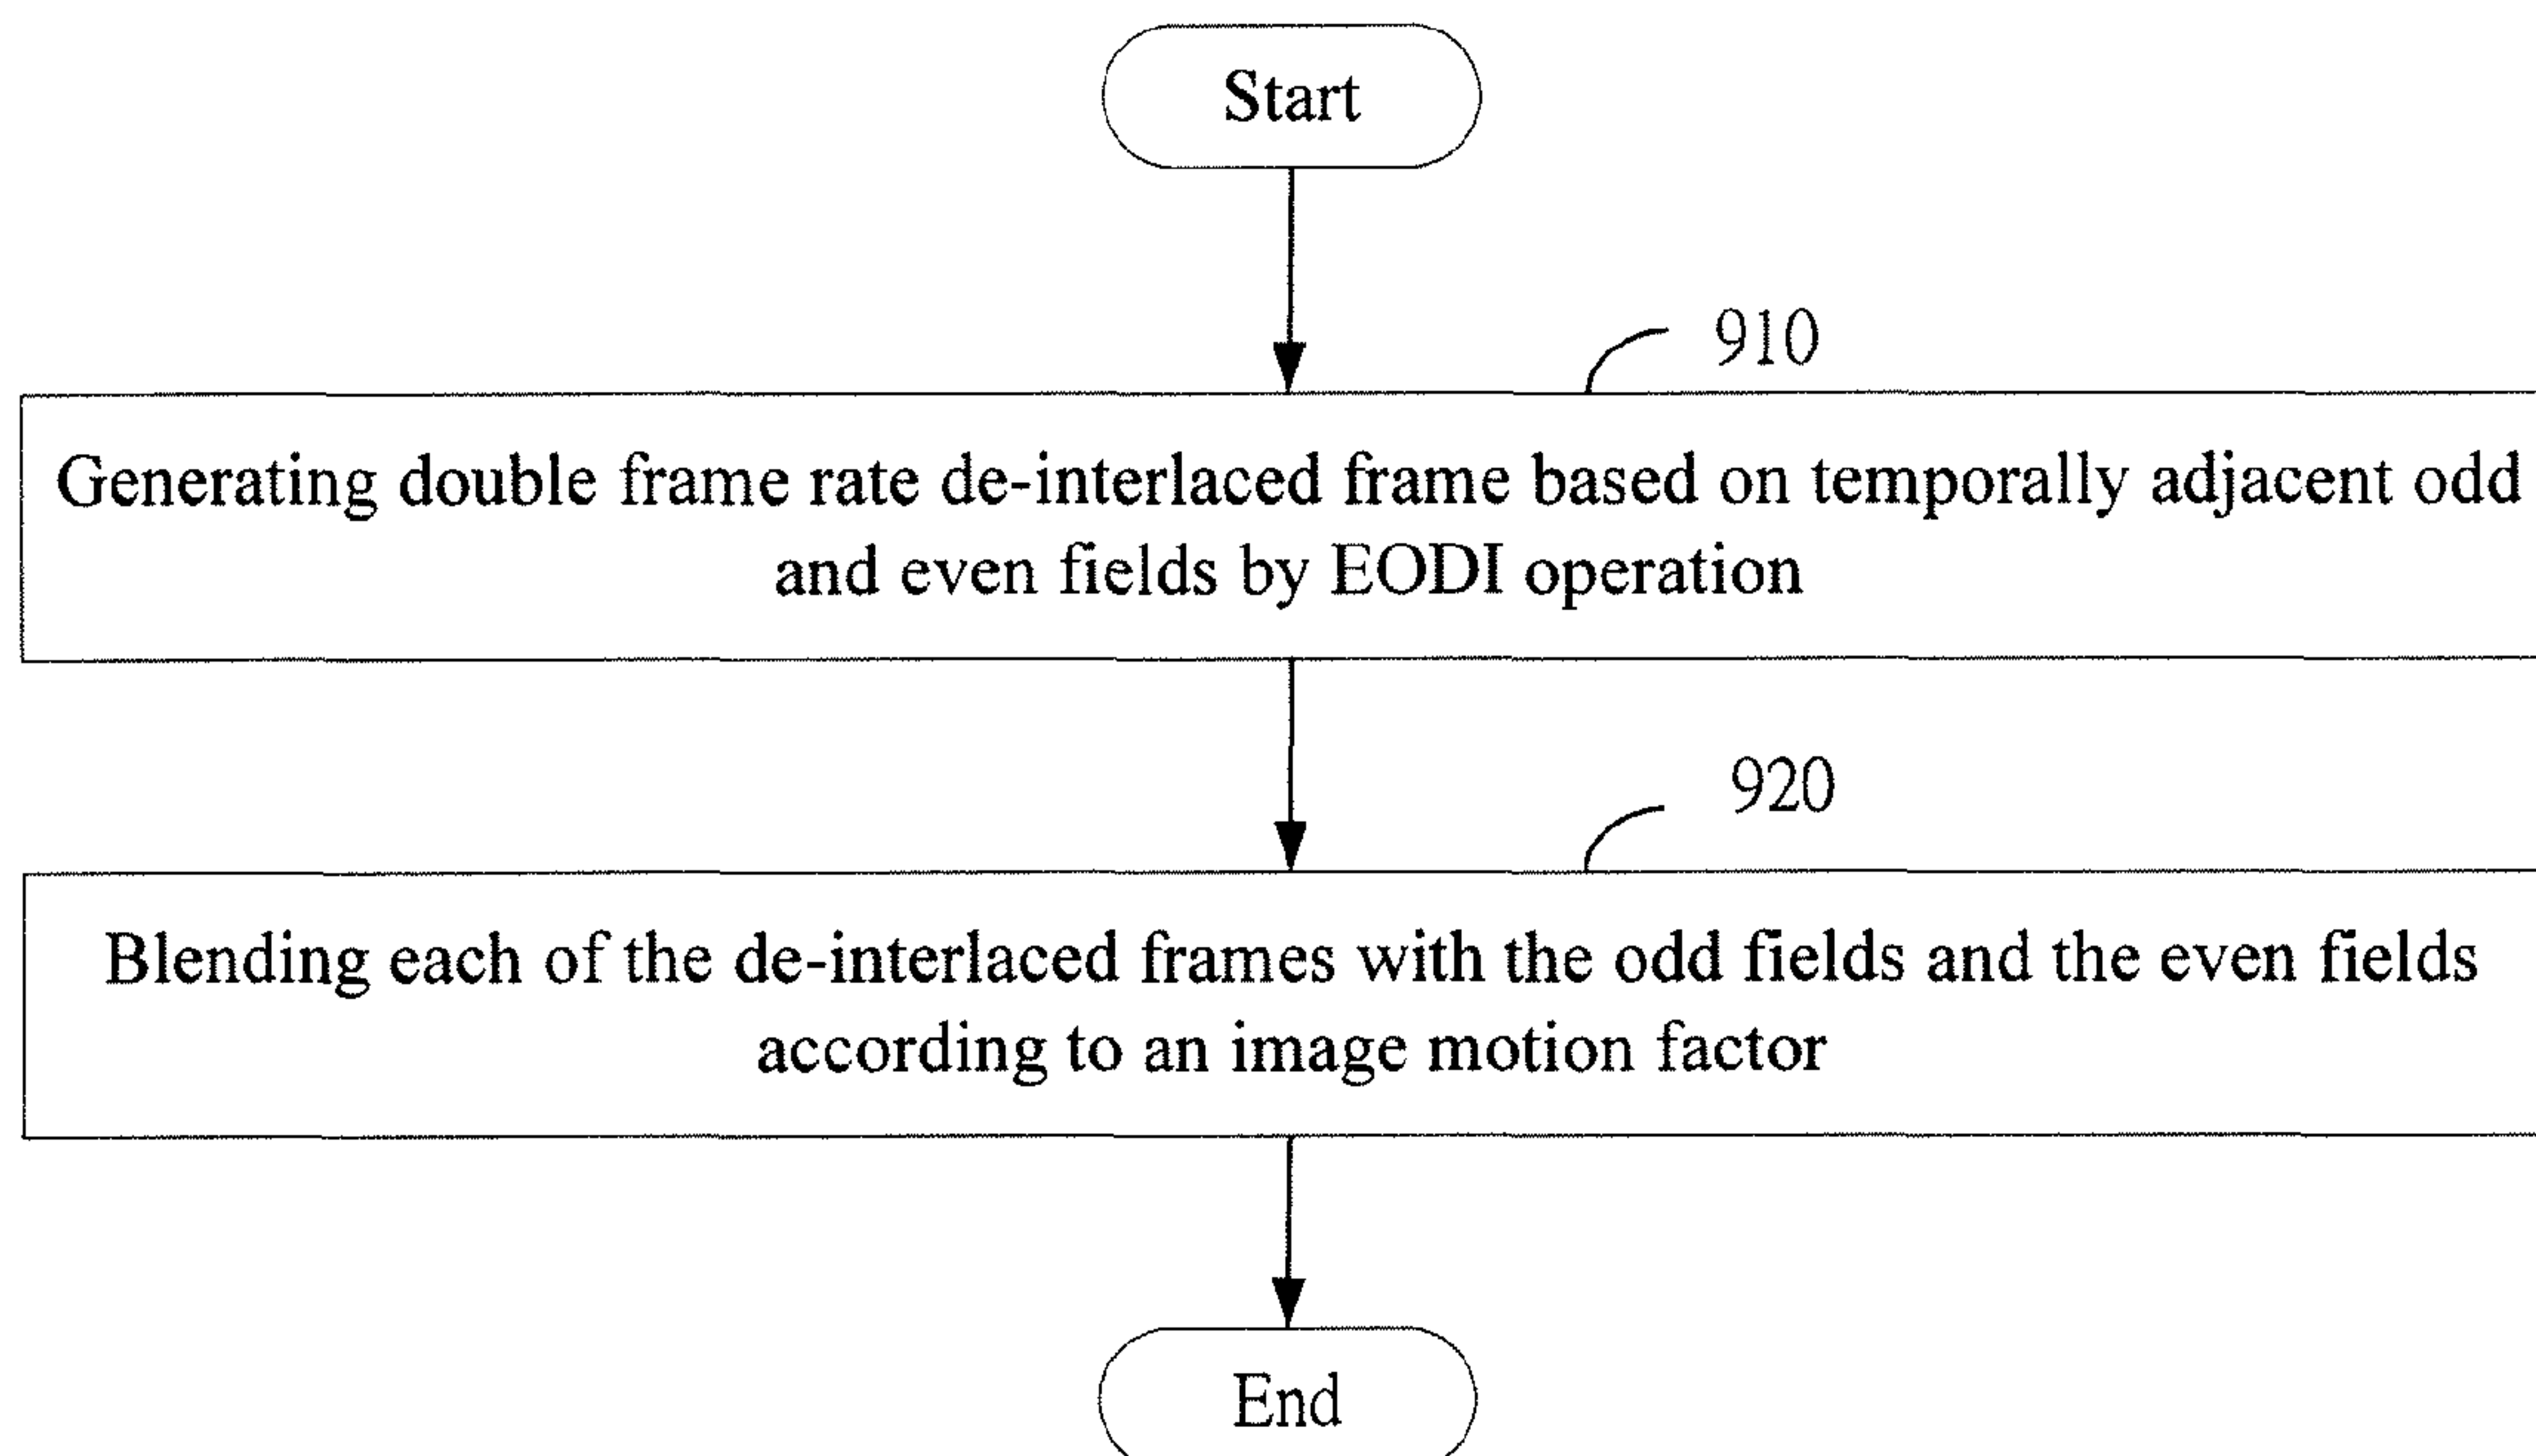 Start
910
Generating double frame rate de-interlaced frame based on temporally adjacent odd
and even fields by EODI operation
920
Blending each of the de-interlaced frames with the odd fields and the even fields
according to an image motion factor
End